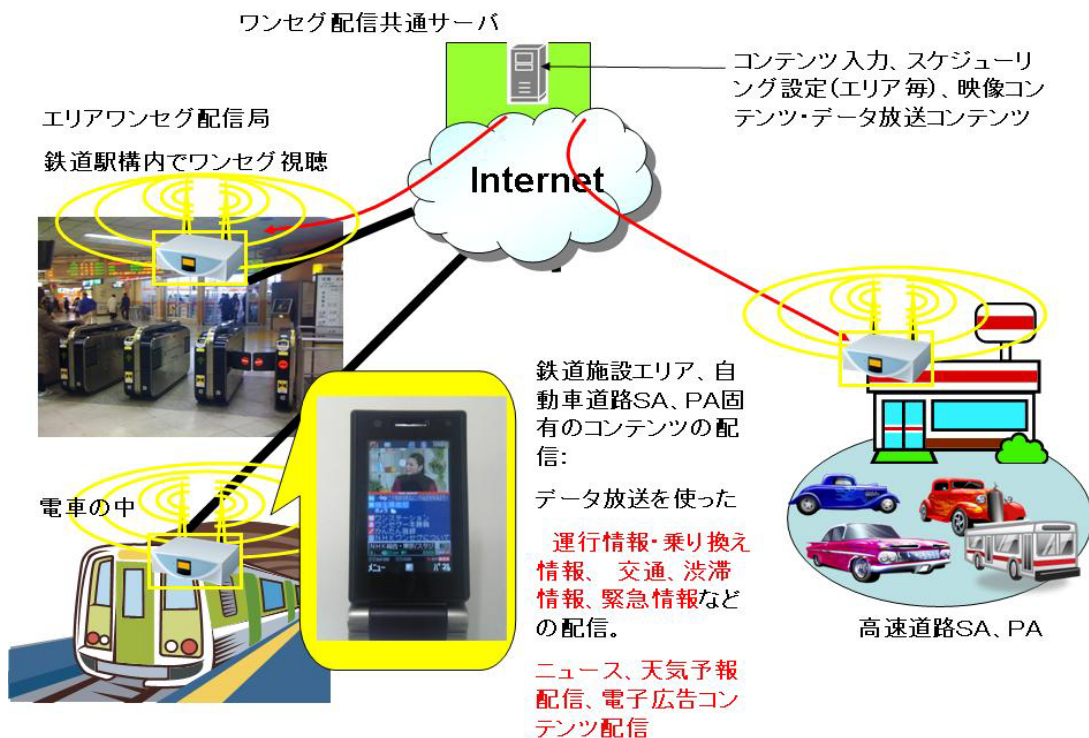 ワンセグ配信共通サーバ
コンテンツ入力、スケジューリ
ング設定(エリア毎)、映像コン
テンツ・データ放送コンテンツ
エリアワンセグ配信局
鉄道駅構内でワンセグ視聴
Internet
鉄道施設エリア、自
動車道路SA、PA固
有のコンテンツの配
信:
データ放送を使った
運行情報・乗り換え
情報、 交通、渋滞
情報、緊急情報など
の配信。
ニュース、天気予報
配信、電子広告コン
テンツ配信
電車の中
メニュー
パネル
高速道路SA、PA